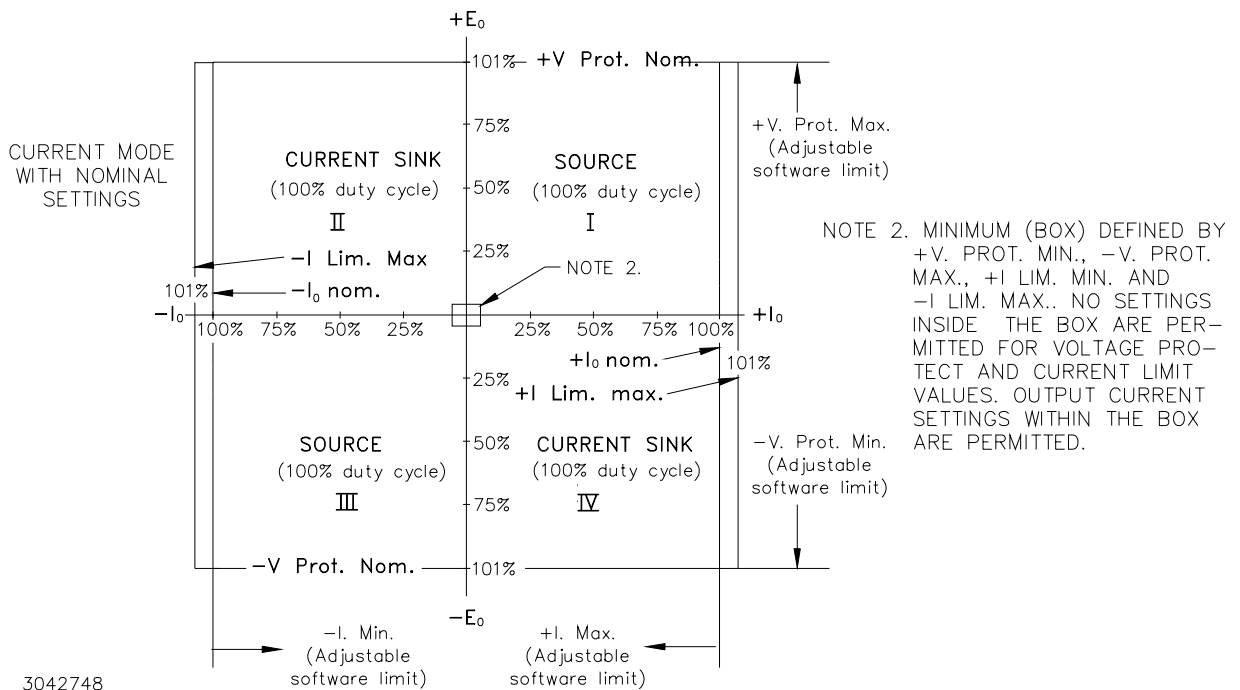 +E₀
101%
+V Prot. Nom.
75%
+V. Prot. Max.
(Adjustable
software limit)
CURRENT MODE
WITH NOMINAL
SETTINGS
CURRENT SINK
(100% duty cycle)
II
SOURCE
(100% duty cycle)
I
50%
25%
NOTE 2. MINIMUM (BOX) DEFINED BY
+V. PROT. MIN., −V. PROT.
MAX., +I LIM. MIN. AND
−I LIM. MAX.. NO SETTINGS
INSIDE THE BOX ARE PER−
MITTED FOR VOLTAGE PRO−
TECT AND CURRENT LIMIT
VALUES. OUTPUT CURRENT
SETTINGS WITHIN THE BOX
ARE PERMITTED.
−I Lim. Max
NOTE 2.
101%
−I₀ nom.
−I₀
+I₀
100% 75% 50% 25% 25% 50% 75% 100%
+I₀ nom.
101%
25%
+I Lim. max.
SOURCE
(100% duty cycle)
III
50%
CURRENT SINK
(100% duty cycle)
IV
−V. Prot. Min.
(Adjustable
software limit)
75%
−V Prot. Nom.
101%
−E₀
−I. Min.
(Adjustable
software limit)
+I. Max.
(Adjustable
software limit)
3042748